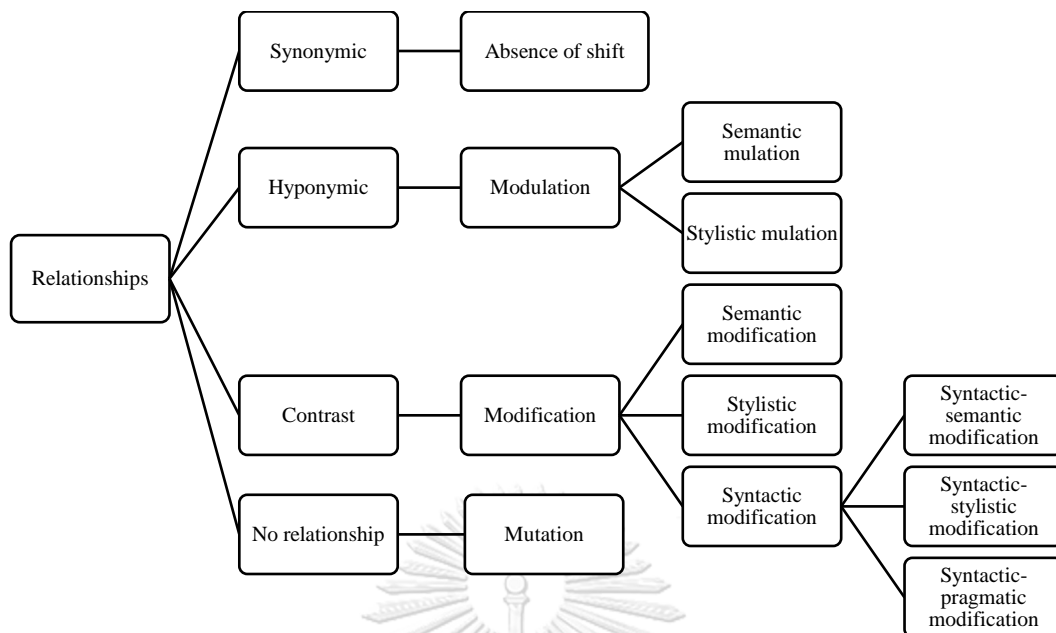 Synonymic
Absence of shift
Semantic
mulation
Hyponymic
Modulation
Stylistic mulation
Relationships
Semantic
modification
Contrast
Modification
Stylistic
modification
Syntactic-
semantic
modification
Syntactic
modification
Syntactic-
stylistic
modification
No relationship
Mutation
Syntactic-
pragmatic
modification